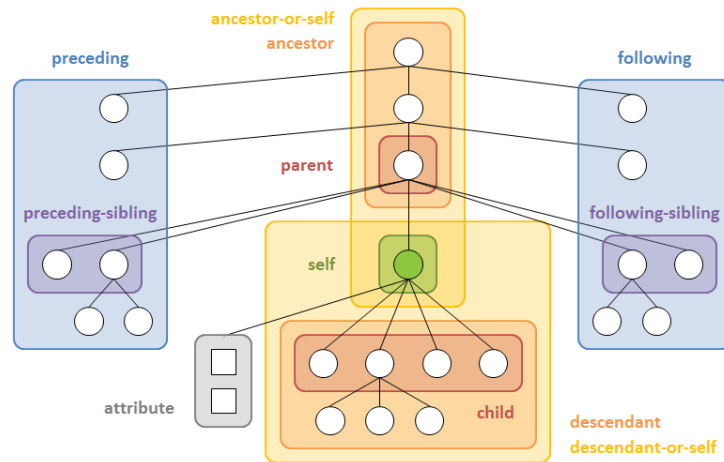 ancestor-or-self
ancestor
preceding
following
parent
preceding-sibling
following-sibling
self
attribute
child
descendant
descendant-or-self